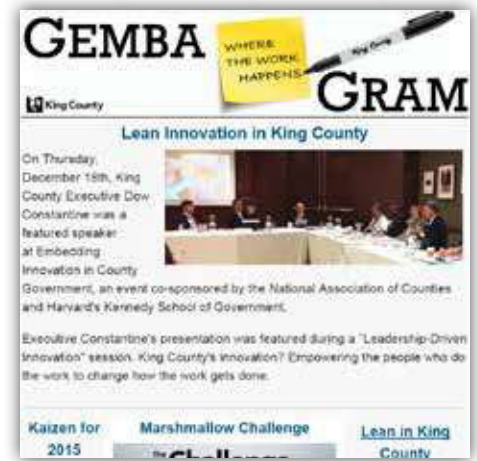 GEMBA
WHERE
THE WORK
HAPPENS
King County
GRAM
King County
Lean Innovation in King County
On Thursday,
December 18th, King
County Executive Dow
Constantine was a
featured speaker
at Embedding
Innovation in County
Government, an event co-sponsored by the National Association of Counties
and Harvard's Kennedy School of Government.
Executive Constantine's presentation was featured during a "Leadership-Driven
Innovation" session. King County's innovation? Empowering the people who do
the work to change how the work gets done.
Kaizen for
2015
Marshmallow Challenge
The Challenge
Lean in King
County